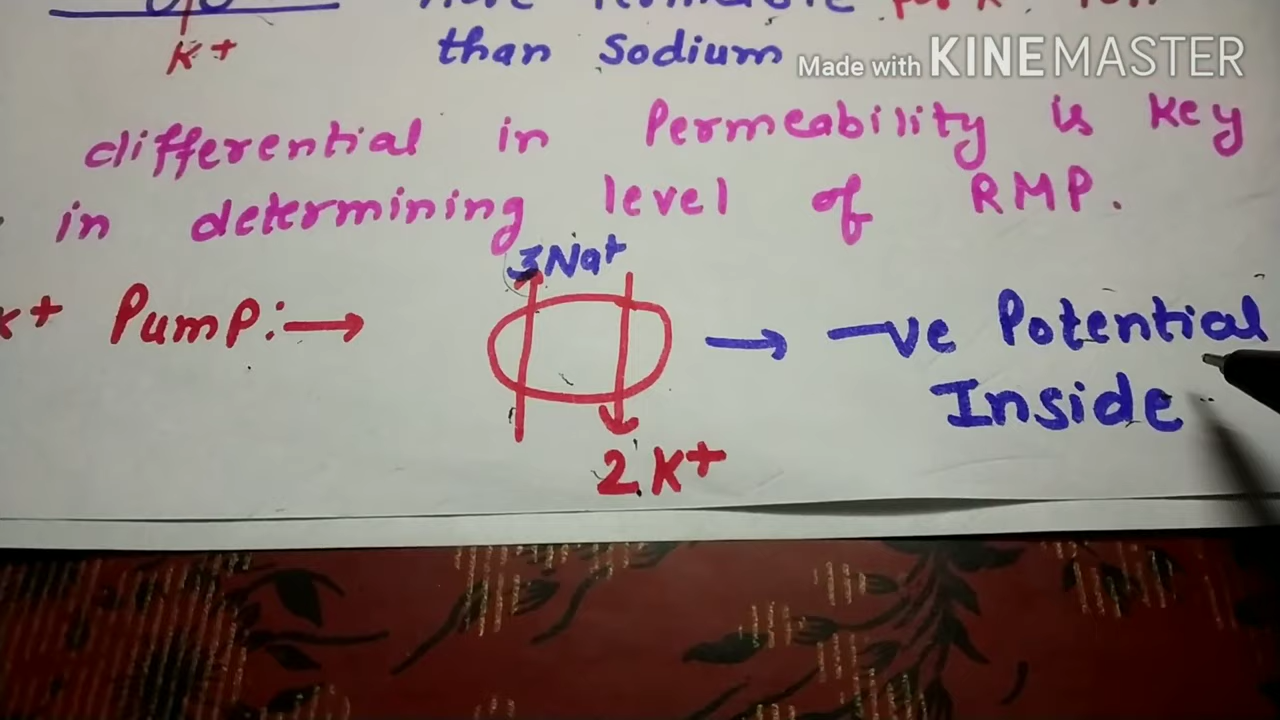 than Sodium
K+
Made with KINEMASTER
differential in Permeability is Key
in determining level of RMP.
3Na+
K+ Pump:→
→ -ve Potential
Inside
2K+